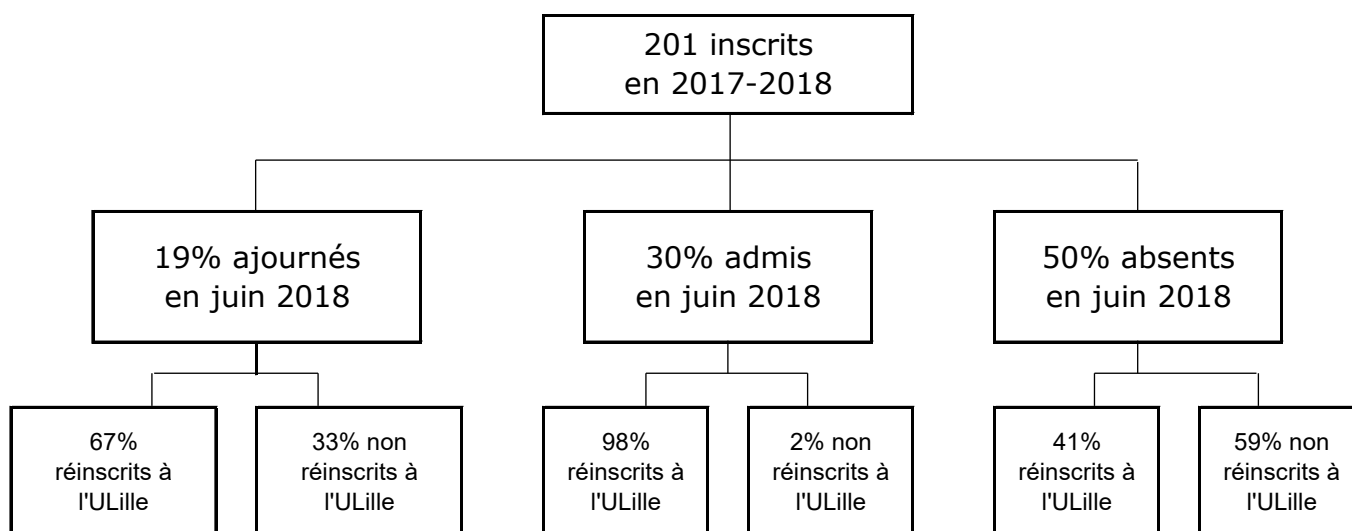 201 inscrits
en 2017-2018
19% ajournés
en juin 2018
30% admis
en juin 2018
50% absents
en juin 2018
67%
réinscrits à
l'ULille
33% non
réinscrits à
l'ULille
98%
réinscrits à
l'ULille
2% non
réinscrits à
l'ULille
41%
réinscrits à
l'ULille
59% non
réinscrits à
l'ULille